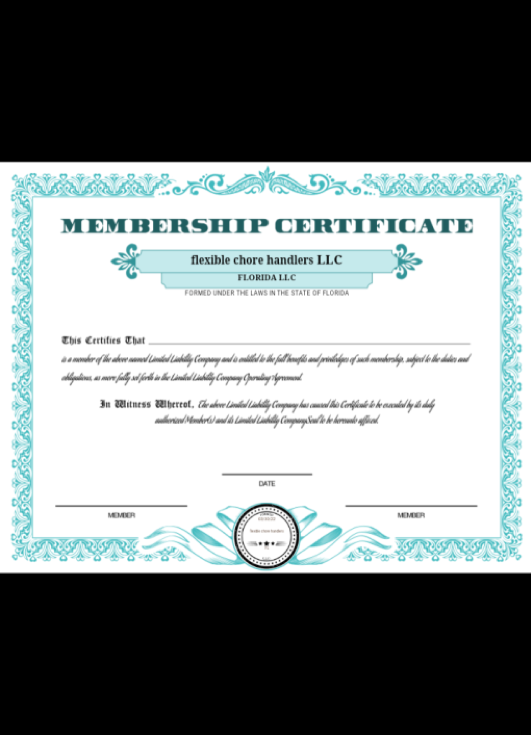 MEMBERSHIP CERTIFICATE
flexible chore handlers LLC
FLORIDA LLC
FORMED UNDER THE LAWS IN THE STATE OF FLORIDA
This Certifies That
is a member of the above named Limited Liability Company and is entitled to the full benefits and priviledges of such membership, subject to the duties and
obligations, as more fully set forth in the Limited Liability Company Operating Agreement.
In Witness Whereof, The above Limited Liability Company has caused this Certificate to be executed by its duly
authorized Member(s) and its Limited Liability Company Seal to be hereunto affixed.
DATE
MEMBER
MEMBER
flexible chore handlers